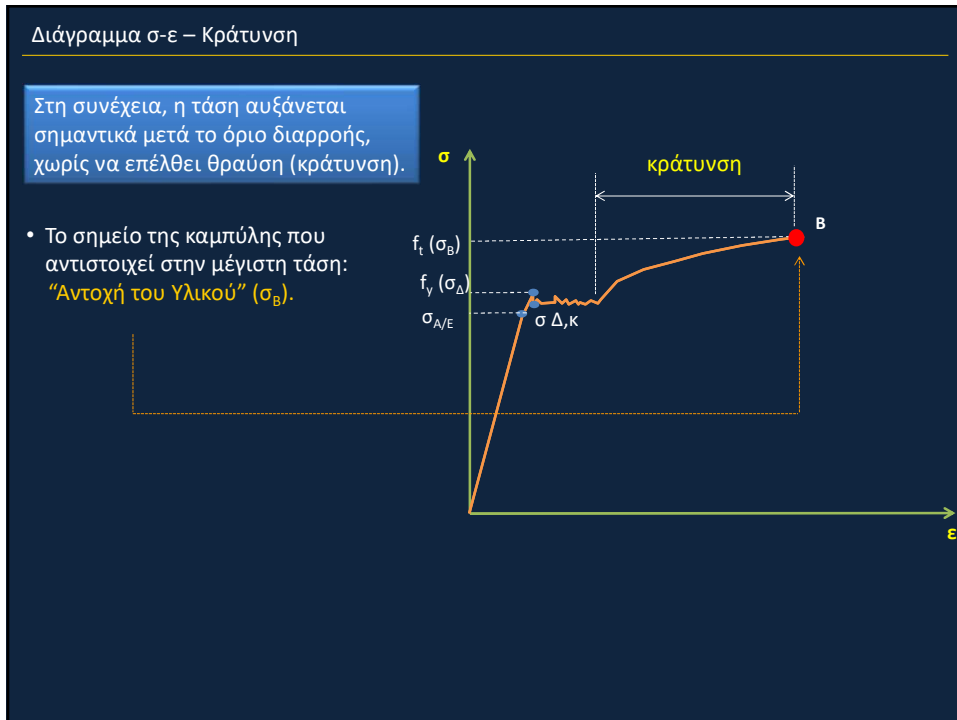 Διάγραμμα σ-ε – Κράτυνση
Στη συνέχεια, η τάση αυξάνεται
σημαντικά μετά το όριο διαρροής,
χωρίς να επέλθει θραύση (κράτυνση).
• Το σημείο της καμπύλης που
αντιστοιχεί στην μέγιστη τάση:
“Αντοχή του Υλικού” (σB).
σ
κράτυνση
B
ft (σB)
fy (σΔ)
σA/E
σ Δ,κ
ε